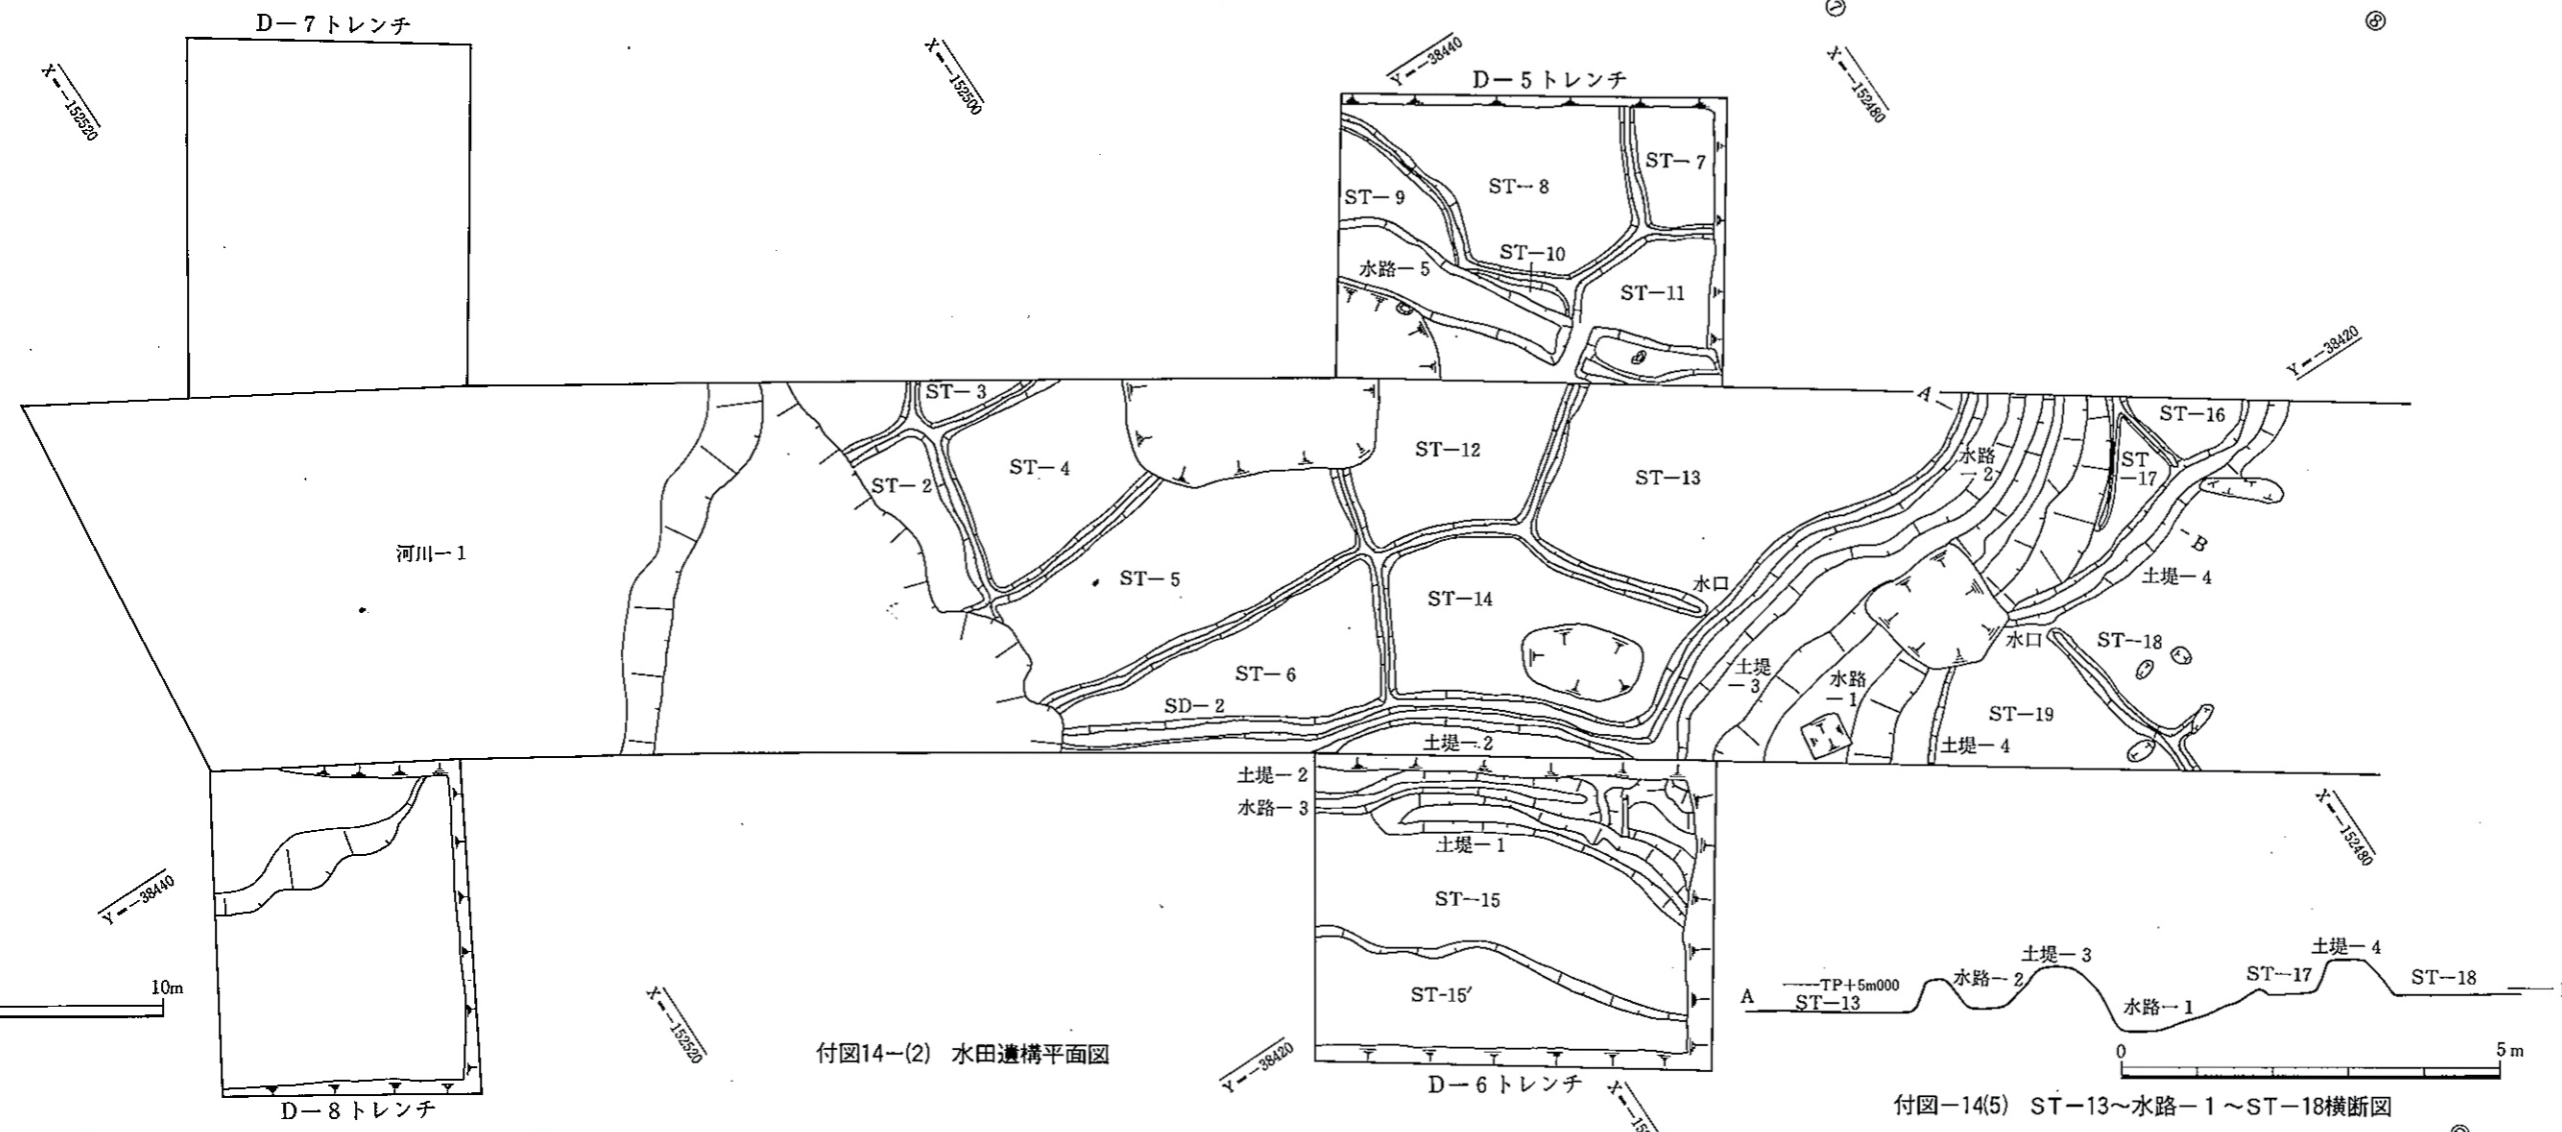 D-7トレンチ
⑦
⑧
X=-152520
X=-152500
Y=-38440
X=-152480
D-5トレンチ
ST-7
ST-8
ST-9
ST-10
水路-5
ST-11
Y=-38420
A
ST-3
ST-16
ST-12
水路
-2
ST
-17
ST-4
ST-13
ST-2
B
河川-1
ST-5
土堤-4
水口
ST-14
水口
ST-18
土堤
-3
ST-6
水路
-1
SD-2
ST-19
土堤-2
土堤-4
土堤-2
水路-3
X=-152480
土堤-1
Y=-38440
ST-15
土堤-4
土堤-3
ST-17
ST-18
水路-2
TP+5m000
10m
ST-15′
A
ST-13
水路-1
X=-152520
付図14-(2) 水田遺構平面図
Y=-38420
0
5m
D-6トレンチ
D-8トレンチ
付図-14(5) ST-13~水路-1~ST-18横断図